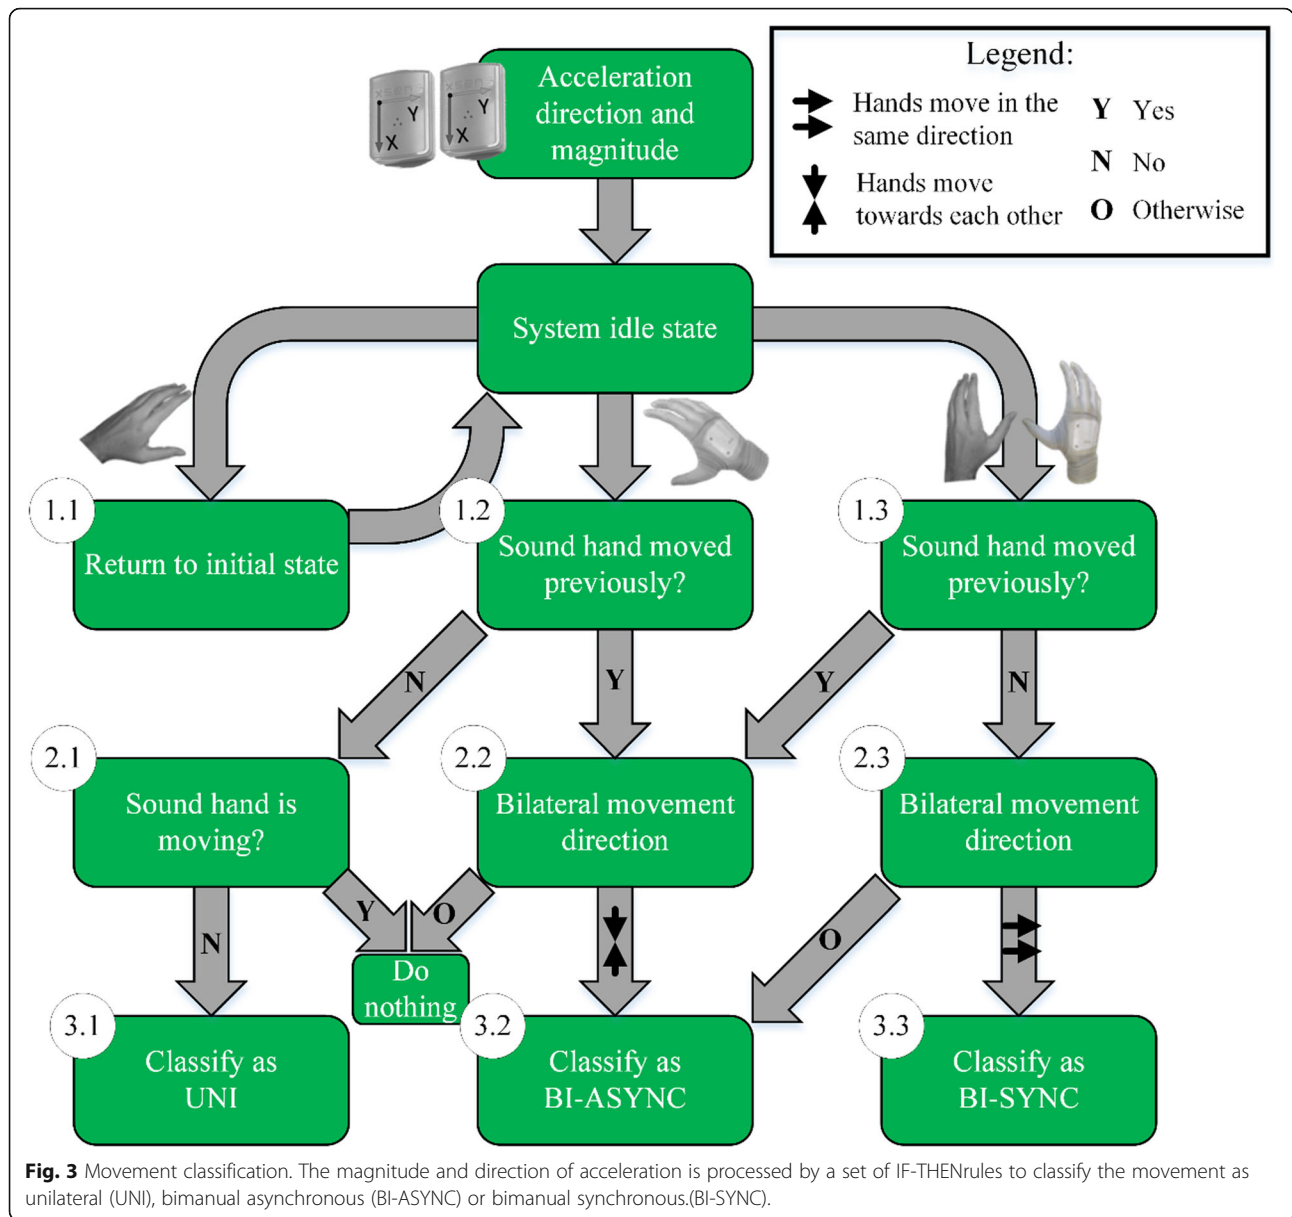 Acceleration
direction and
magnitude
xsens
Y
X
xsens
Y
X
Legend:
Hands move in the
same direction
Hands move
towards each other
Y Yes
N No
O Otherwise
System idle state
1.1
Return to initial state
1.2
Sound hand moved
previously?
1.3
Sound hand moved
previously?
N
Y
Y
N
2.1
Sound hand is
moving?
2.2
Bilateral movement
direction
2.3
Bilateral movement
direction
N
Y
O
O
Do
nothing
3.1
Classify as
UNI
3.2
Classify as
BI-ASYNC
3.3
Classify as
BI-SYNC
Fig. 3 Movement classification. The magnitude and direction of acceleration is processed by a set of IF-THENrules to classify the movement as
unilateral (UNI), bimanual asynchronous (BI-ASYNC) or bimanual synchronous.(BI-SYNC).